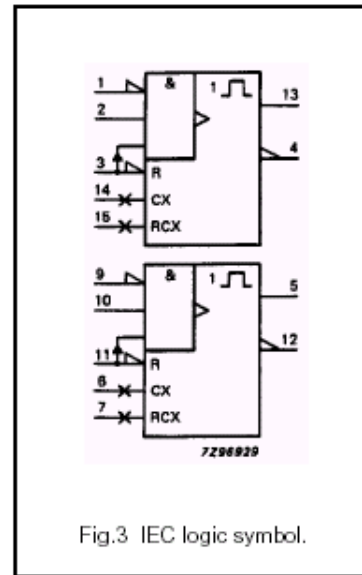 1 & 1 13
2
4
3 R
14 CX
15 RCX
9 & 1 5
10
12
11 R
6 CX
7 RCX
7Z96929
Fig.3 IEC logic symbol.